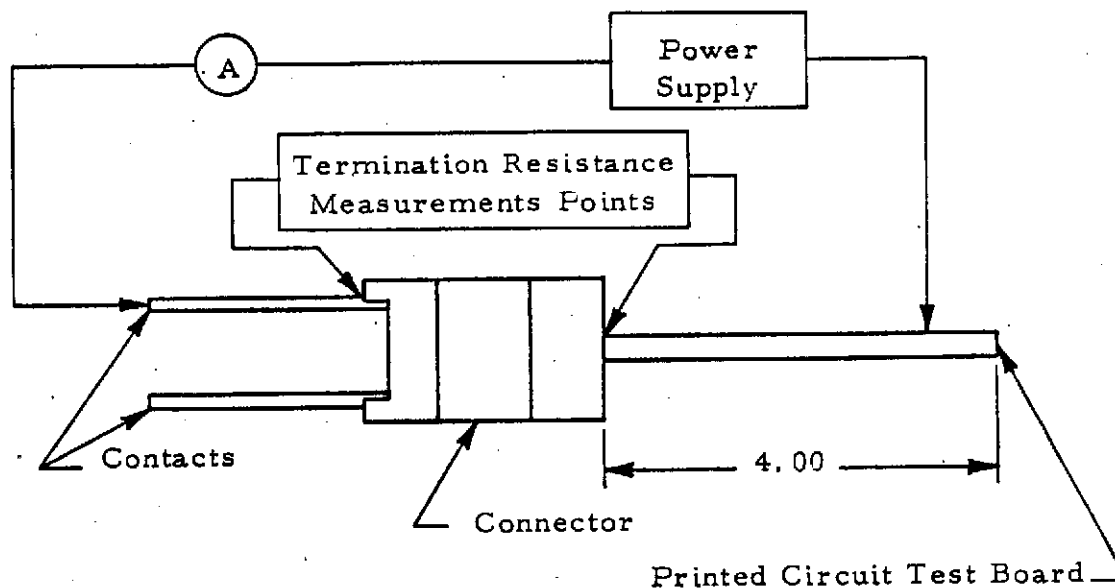 A
Power
Supply
Termination Resistance
Measurements Points
Contacts
4.00
Connector
Printed Circuit Test Board